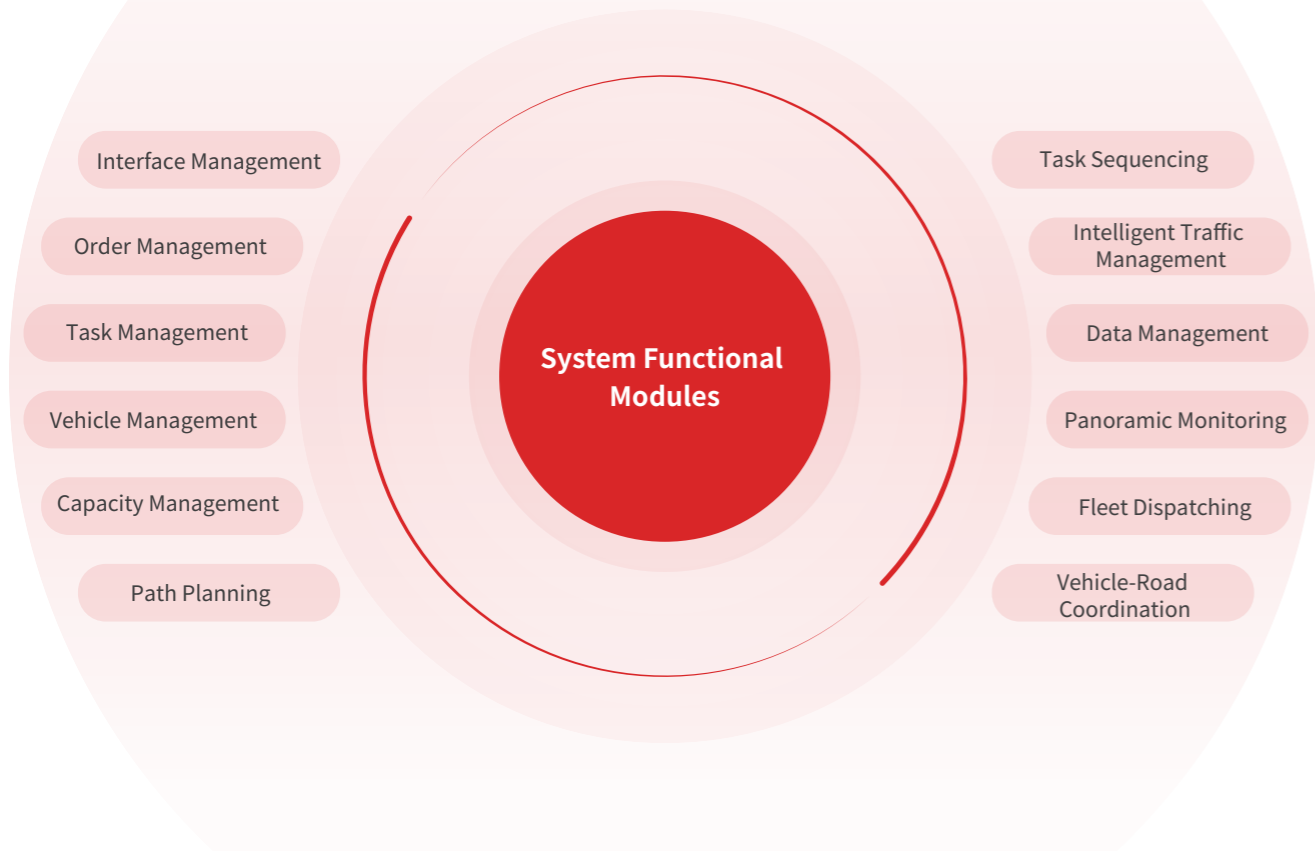 Interface Management
Order Management
Task Management
Vehicle Management
Capacity Management
Path Planning
System Functional
Modules
Task Sequencing
Intelligent Traffic
Management
Data Management
Panoramic Monitoring
Fleet Dispatching
Vehicle-Road
Coordination